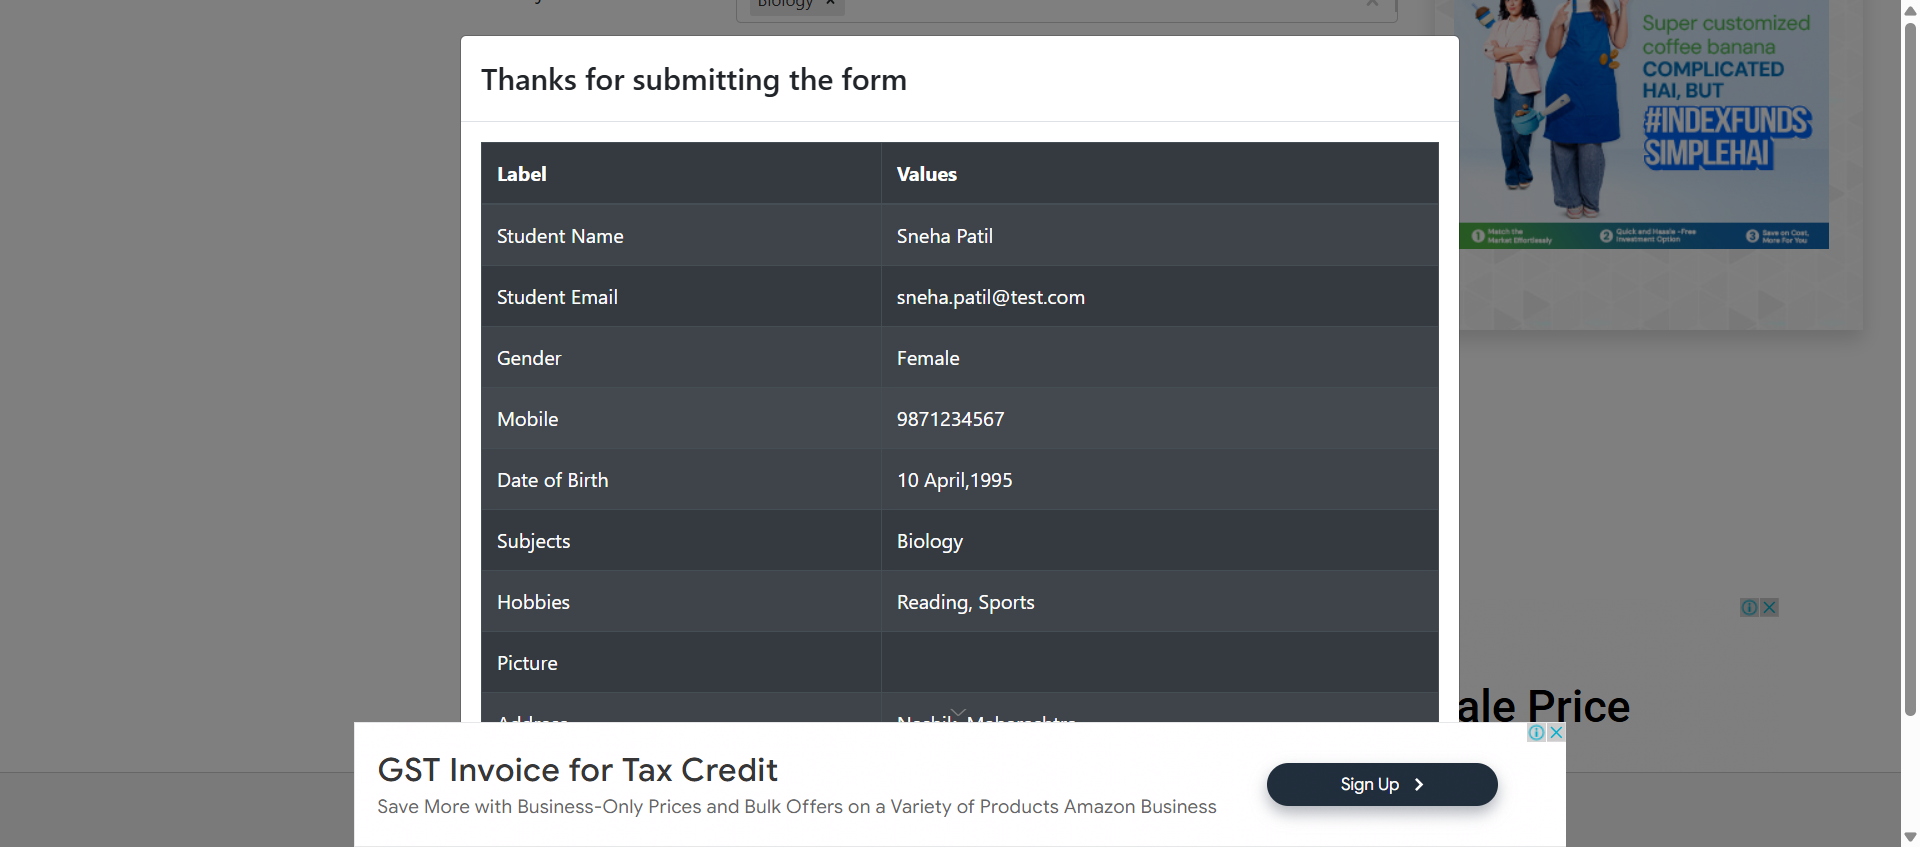 Biology ×
Super customized
coffee banana
COMPLICATED
HAI, BUT
#INDEXFUNDS
SIMPLEHAI
1 Match the
Market Effortlessly
2 Quick and Hassle -Free
Investment Option
3 Save on Cost,
More For You
Thanks for submitting the form
Label Values
Student Name Sneha Patil
Student Email sneha.patil@test.com
Gender Female
Mobile 9871234567
Date of Birth 10 April,1995
Subjects Biology
Hobbies Reading, Sports
Picture
Address Nashik, Maharashtra
ale Price
GST Invoice for Tax Credit
Save More with Business-Only Prices and Bulk Offers on a Variety of Products Amazon Business
Sign Up